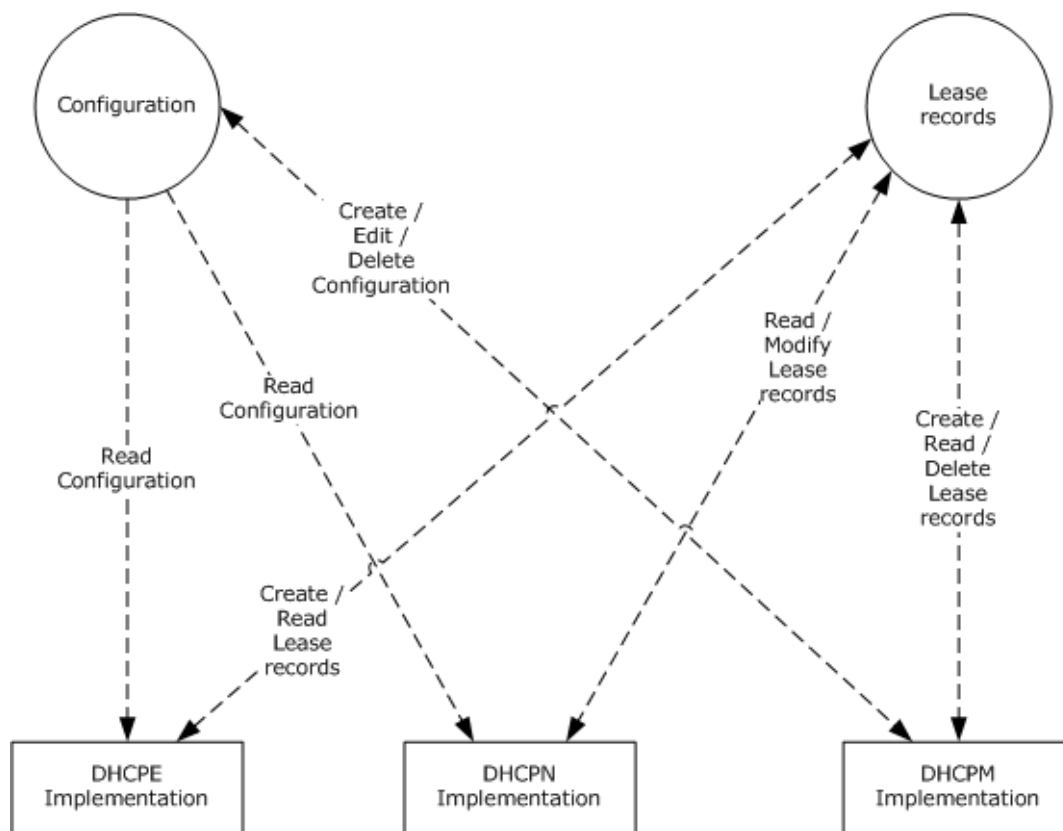 Configuration
Lease
records
Create /
Edit /
Delete
Configuration
Read /
Modify
Lease
records
Read
Configuration
Create /
Read /
Delete
Lease
records
Read
Configuration
Create /
Read
Lease
records
DHCPE
Implementation
DHCPN
Implementation
DHCPM
Implementation